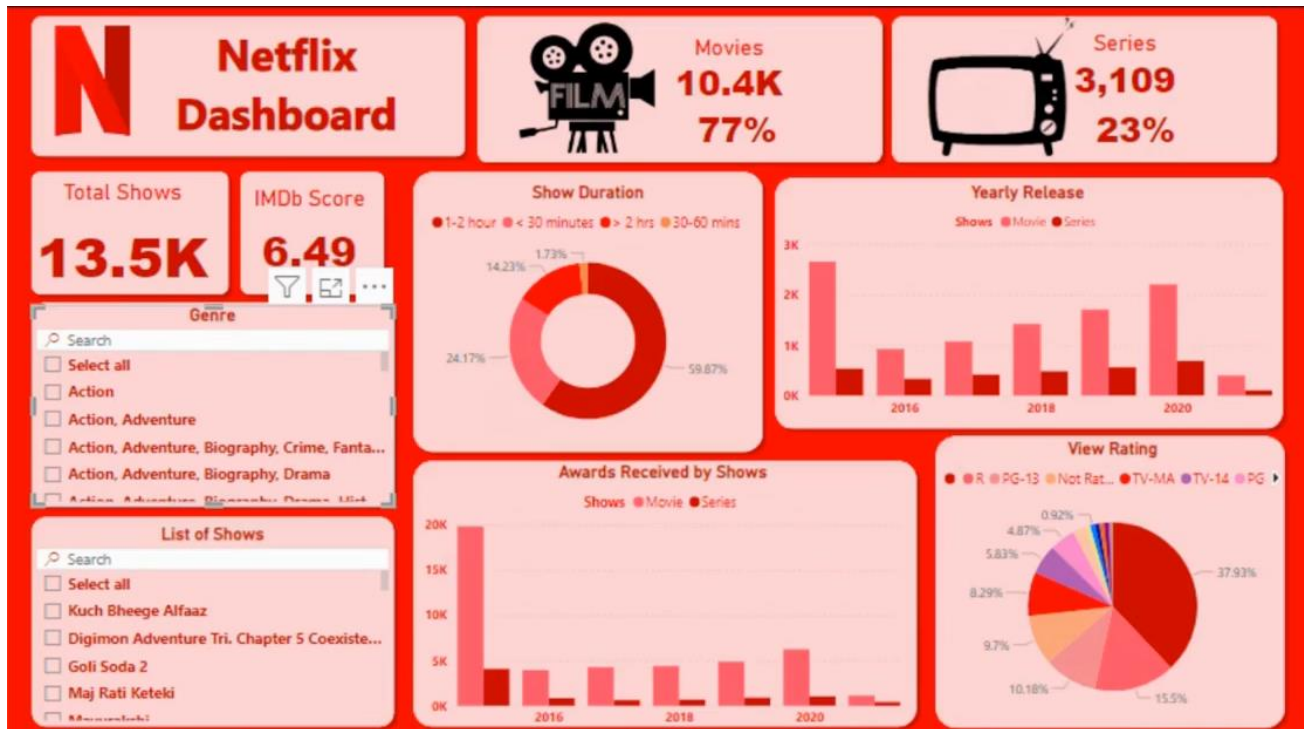 N
Netflix
Dashboard
FILM
Movies
10.4K
77%
Series
3,109
23%
Total Shows
13.5K
IMDb Score
6.49
Genre
Search
Select all
Action
Action, Adventure
Action, Adventure, Biography, Crime, Fanta...
Action, Adventure, Biography, Drama
Action, Adventure, Biography, Drama, Hist
List of Shows
Search
Select all
Kuch Bheege Alfaaz
Digimon Adventure Tri. Chapter 5 Coexiste...
Goli Soda 2
Maj Rati Keteki
Show Duration
1-2 hour < 30 minutes > 2 hrs 30-60 mins
1.73%
14.23%
24.17%
59.87%
Yearly Release
Shows Movie Series
3K
2K
1K
0K
2016 2018 2020
Awards Received by Shows
Shows Movie Series
20K
15K
10K
5K
0K
2016 2018 2020
View Rating
R PG-13 Not Rat... TV-MA TV-14 PG
0.92%
4.87%
5.83%
8.29%
9.7%
10.18%
15.5%
37.93%